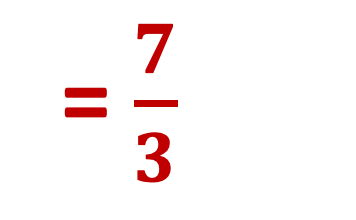 = 7/3